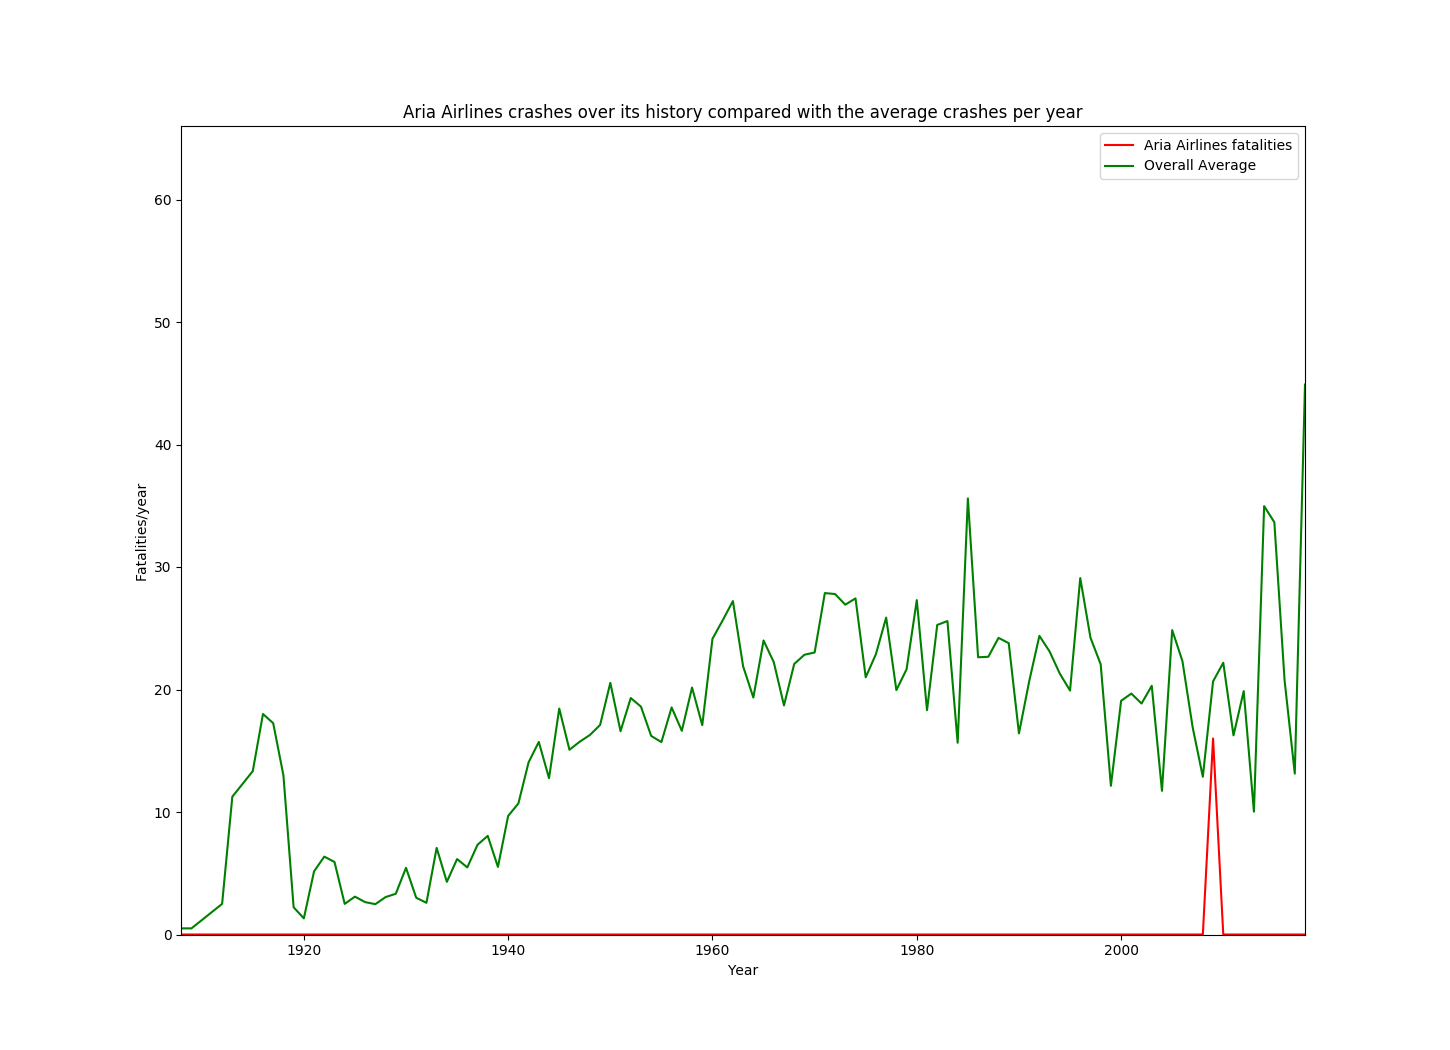 Aria Airlines crashes over its history compared with the average crashes per year
Aria Airlines fatalities
Overall Average
60
50
40
30
20
10
0
Fatalities/year
1920 1940 1960 1980 2000
Year